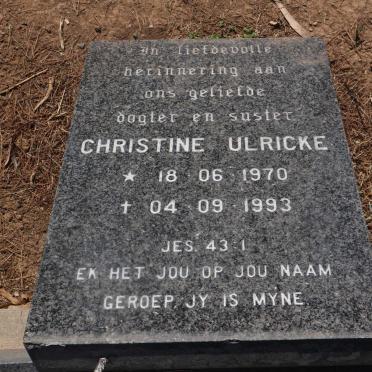 In liefdevolle
herinnering aan
ons geliefde
dogter en suster
CHRISTINE ULRICKE
★ 18 06 1970
✝ 04 09 1993
JES. 43:1
EK HET JOU OP JOU NAAM
GEROEP, JY IS MYNE